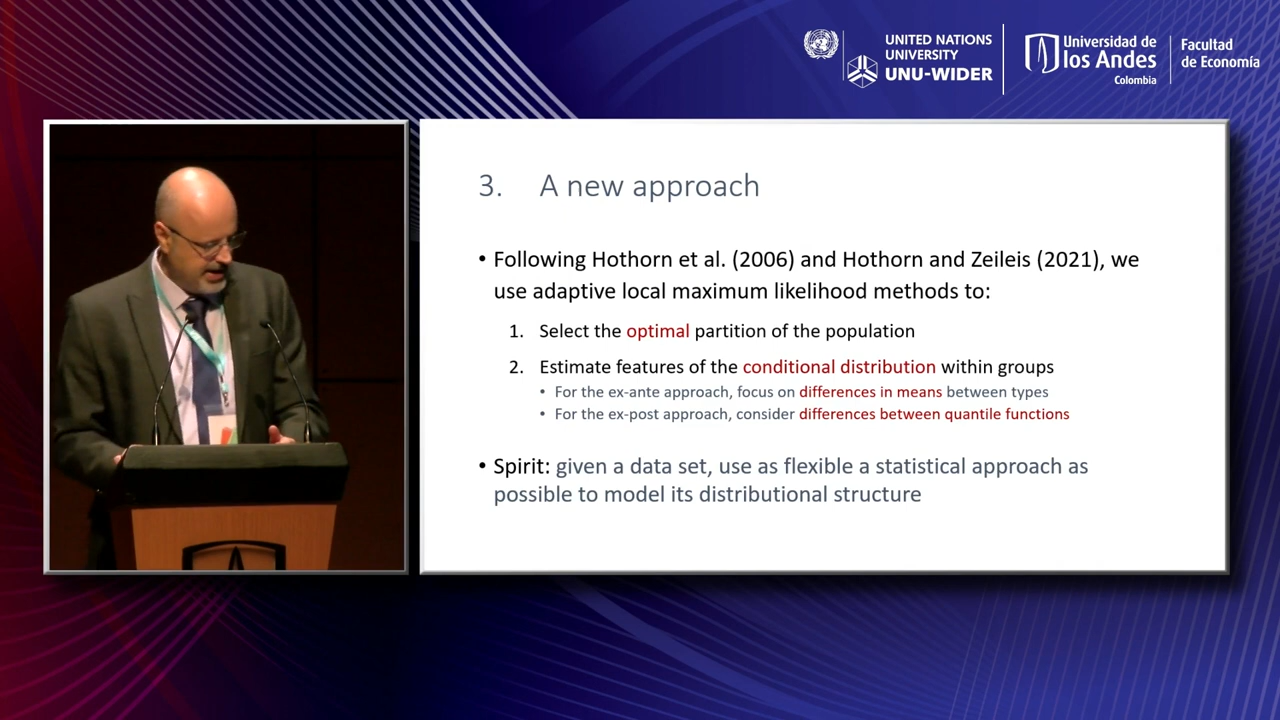 UNITED NATIONS
UNIVERSITY
UNU-WIDER
Universidad de
los Andes
Colombia
Facultad
de Economía
3. A new approach
• Following Hothorn et al. (2006) and Hothorn and Zeileis (2021), we
use adaptive local maximum likelihood methods to:
1. Select the optimal partition of the population
2. Estimate features of the conditional distribution within groups
• For the ex-ante approach, focus on differences in means between types
• For the ex-post approach, consider differences between quantile functions
• Spirit: given a data set, use as flexible a statistical approach as
possible to model its distributional structure